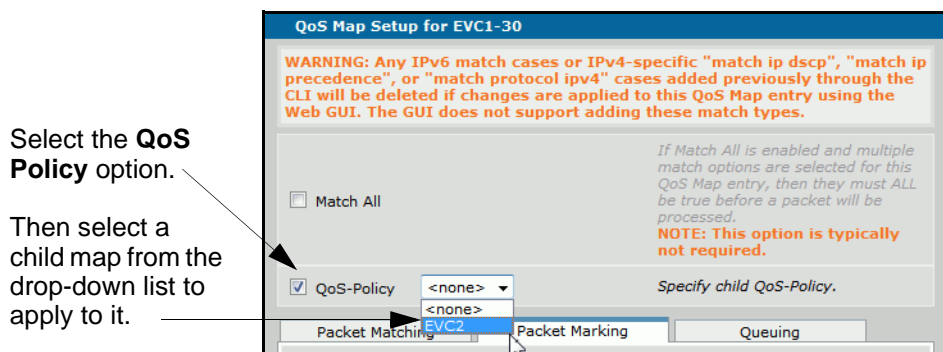 QoS Map Setup for EVC1-30
WARNING: Any IPv6 match cases or IPv4-specific "match ip dscp", "match ip
precedence", or "match protocol ipv4" cases added previously through the
CLI will be deleted if changes are applied to this QoS Map entry using the
Web GUI. The GUI does not support adding these match types.
Select the QoS
Policy option.
Then select a
child map from the
drop-down list to
apply to it.
Match All
If Match All is enabled and multiple
match options are selected for this
QoS Map entry, then they must ALL
be true before a packet will be
processed.
NOTE: This option is typically
not required.
QoS-Policy
<none>
Specify child QoS-Policy.
<none>
EVC2
Packet Matching
Packet Marking
Queuing